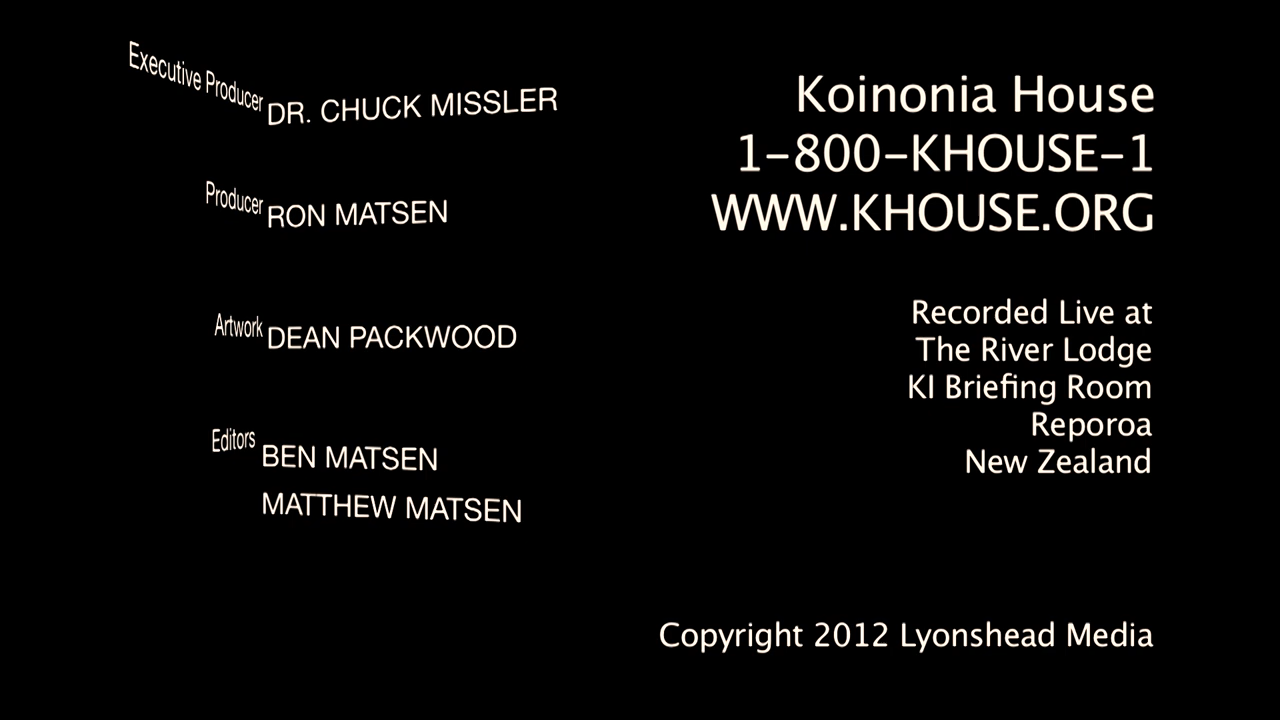 Executive Producer DR. CHUCK MISSLER
Producer RON MATSEN
Artwork DEAN PACKWOOD
Editors BEN MATSEN
MATTHEW MATSEN
Koinonia House
1-800-KHOUSE-1
WWW.KHOUSE.ORG
Recorded Live at
The River Lodge
KI Briefing Room
Reporoa
New Zealand
Copyright 2012 Lyonshead Media